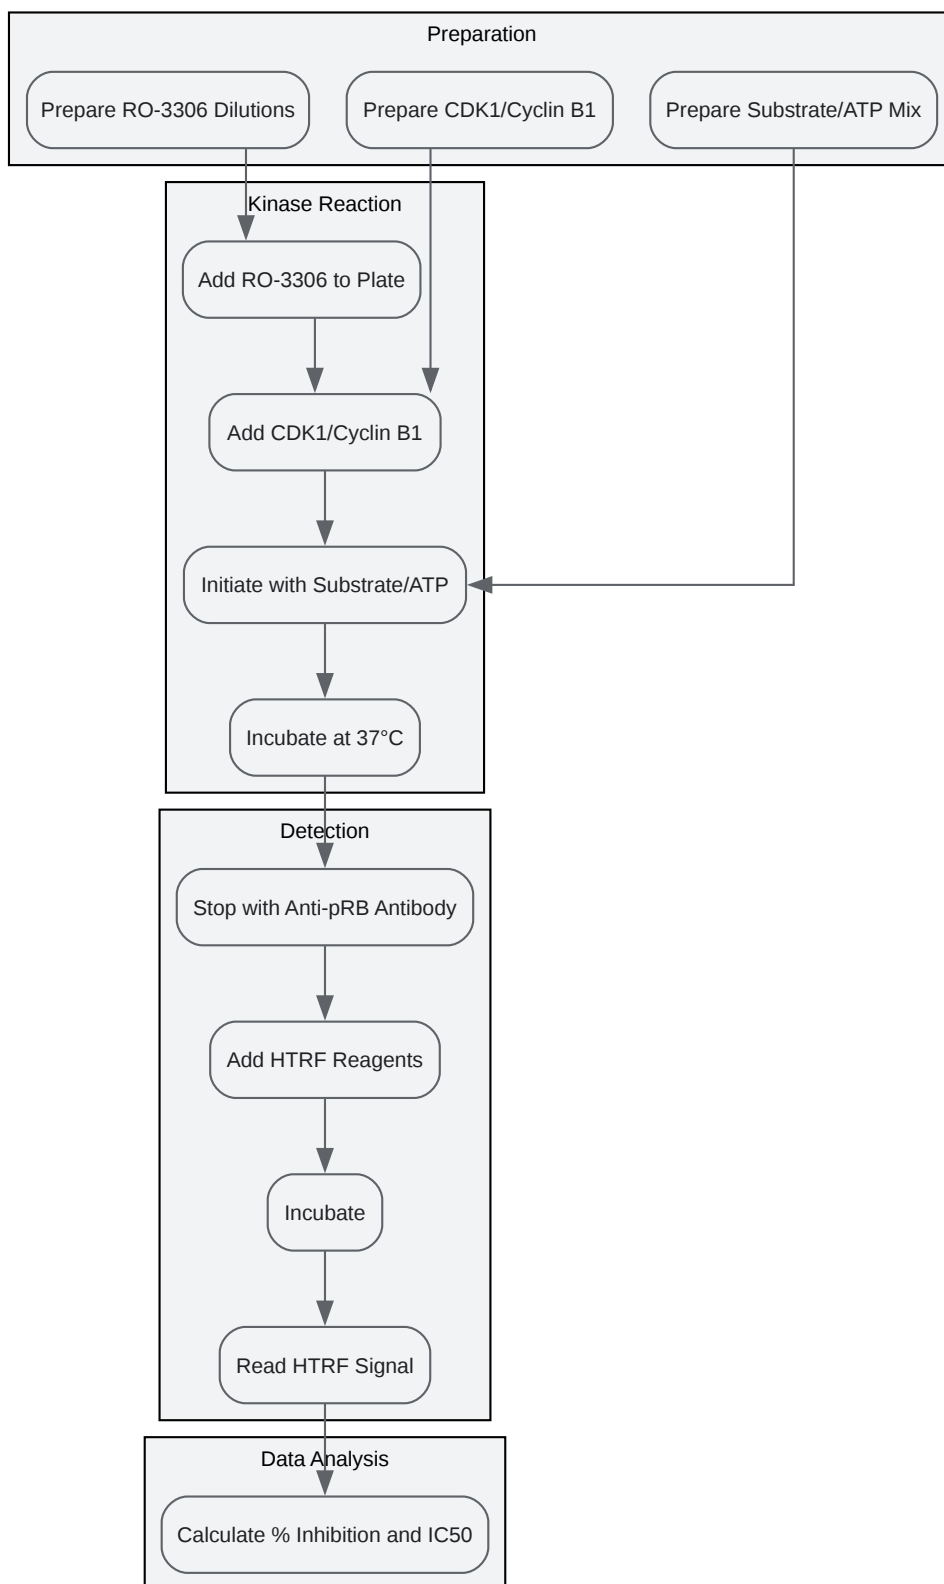 Preparation
Prepare RO-3306 Dilutions
Prepare CDK1/Cyclin B1
Prepare Substrate/ATP Mix
Kinase Reaction
Add RO-3306 to Plate
Add CDK1/Cyclin B1
Initiate with Substrate/ATP
Incubate at 37°C
Detection
Stop with Anti-pRB Antibody
Add HTRF Reagents
Incubate
Read HTRF Signal
Data Analysis
Calculate % Inhibition and IC50